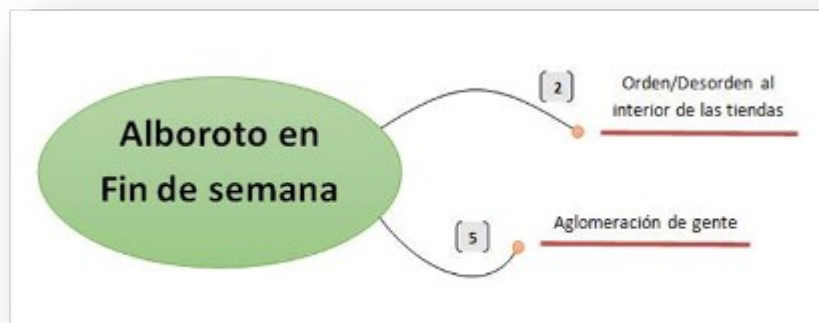 Alboroto en
Fin de semana
[2]
Orden/Desorden al
interior de las tiendas
[5]
Aglomeración de gente